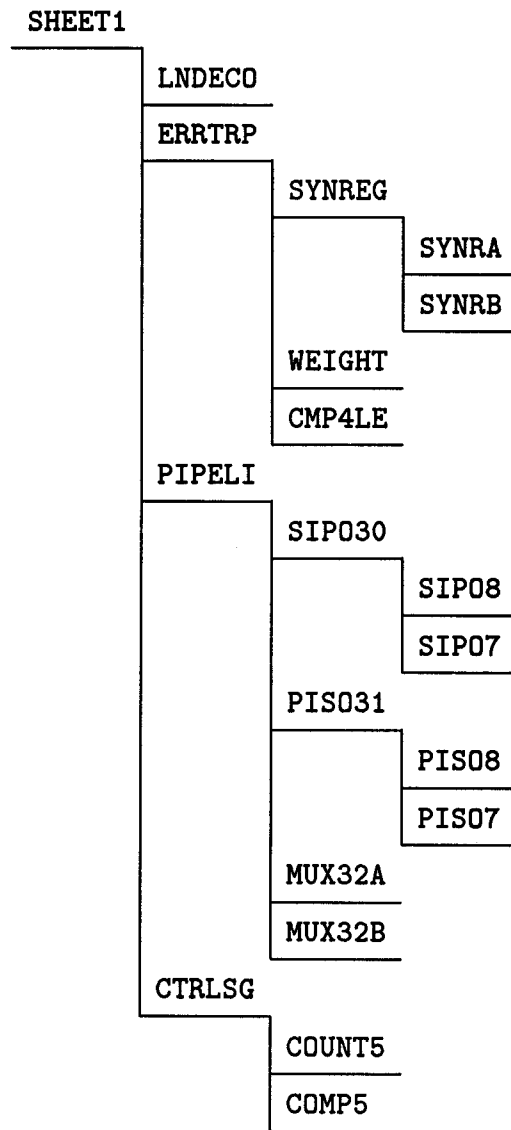 SHEET1
LNDECO
ERRTRP
SYNREG
SYNRA
SYNRB
WEIGHT
CMP4LE
PIPELI
SIPO30
SIPO8
SIPO7
PISO31
PISO8
PISO7
MUX32A
MUX32B
CTRLSG
COUNT5
COMP5